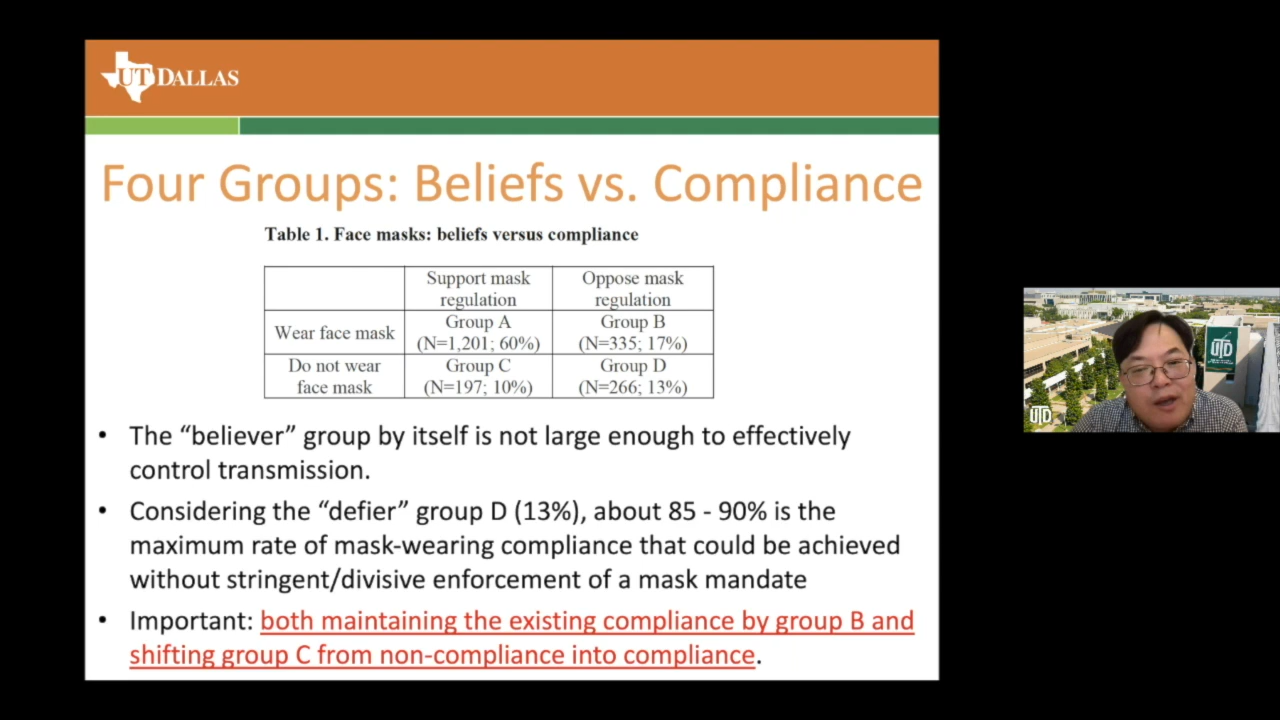 UT DALLAS
Four Groups: Beliefs vs. Compliance
Table 1. Face masks: beliefs versus compliance
Support mask regulation
Oppose mask regulation
Wear face mask
Group A (N=1,201; 60%)
Group B (N=335; 17%)
Do not wear face mask
Group C (N=197; 10%)
Group D (N=266; 13%)
• The “believer” group by itself is not large enough to effectively
control transmission.
• Considering the “defier” group D (13%), about 85 - 90% is the
maximum rate of mask-wearing compliance that could be achieved
without stringent/divisive enforcement of a mask mandate
• Important: both maintaining the existing compliance by group B and
shifting group C from non-compliance into compliance.
UTD
UTD